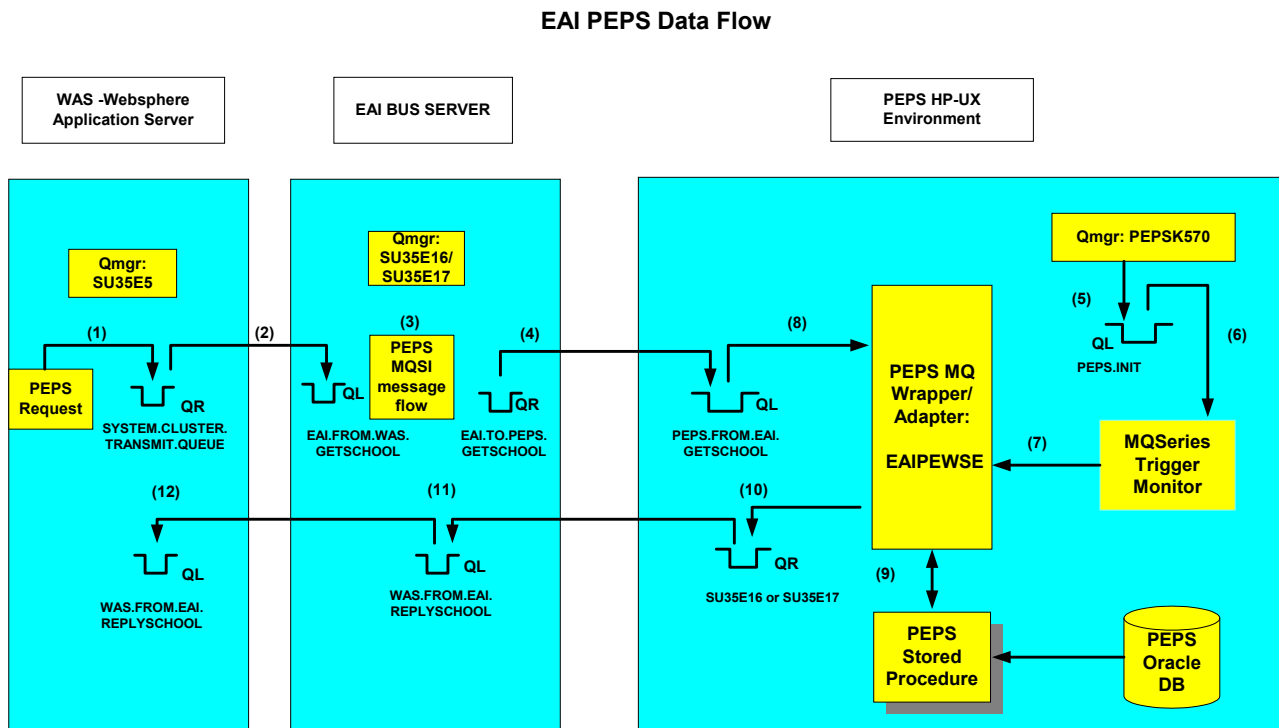 EAI PEPS Data Flow
WAS -Websphere
Application Server
EAI BUS SERVER
PEPS HP-UX
Environment
Qmgr:
SU35E5
Qmgr:
SU35E16/
SU35E17
Qmgr: PEPSK570
(1)
(2)
(3)
(4)
(5)
(6)
(8)
PEPS
Request
QR
SYSTEM.CLUSTER.
TRANSMIT.QUEUE
QL
EAI.FROM.WAS.
GETSCHOOL
PEPS
MQSI
message
flow
QR
EAI.TO.PEPS.
GETSCHOOL
QL
PEPS.FROM.EAI.
GETSCHOOL
PEPS MQ
Wrapper/
Adapter:
EAIPEWSE
QL
PEPS.INIT
(7)
MQSeries
Trigger
Monitor
(12)
(11)
(10)
QL
WAS.FROM.EAI.
REPLYSCHOOL
QL
WAS.FROM.EAI.
REPLYSCHOOL
QR
SU35E16 or SU35E17
(9)
PEPS
Stored
Procedure
PEPS
Oracle
DB